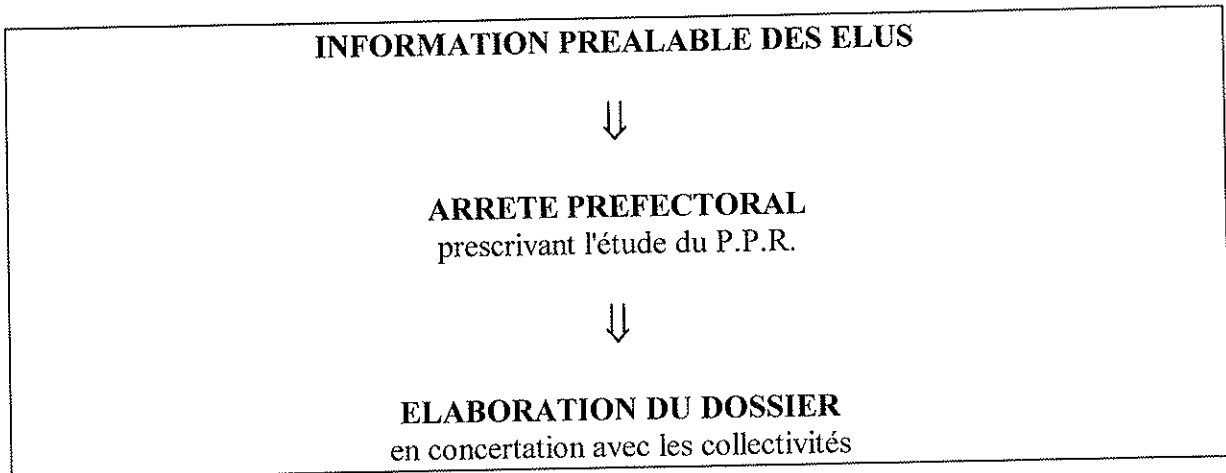 INFORMATION PREALABLE DES ELUS
⇓
ARRETE PREFECTORAL
prescrivant l'étude du P.P.R.
⇓
ELABORATION DU DOSSIER
en concertation avec les collectivités